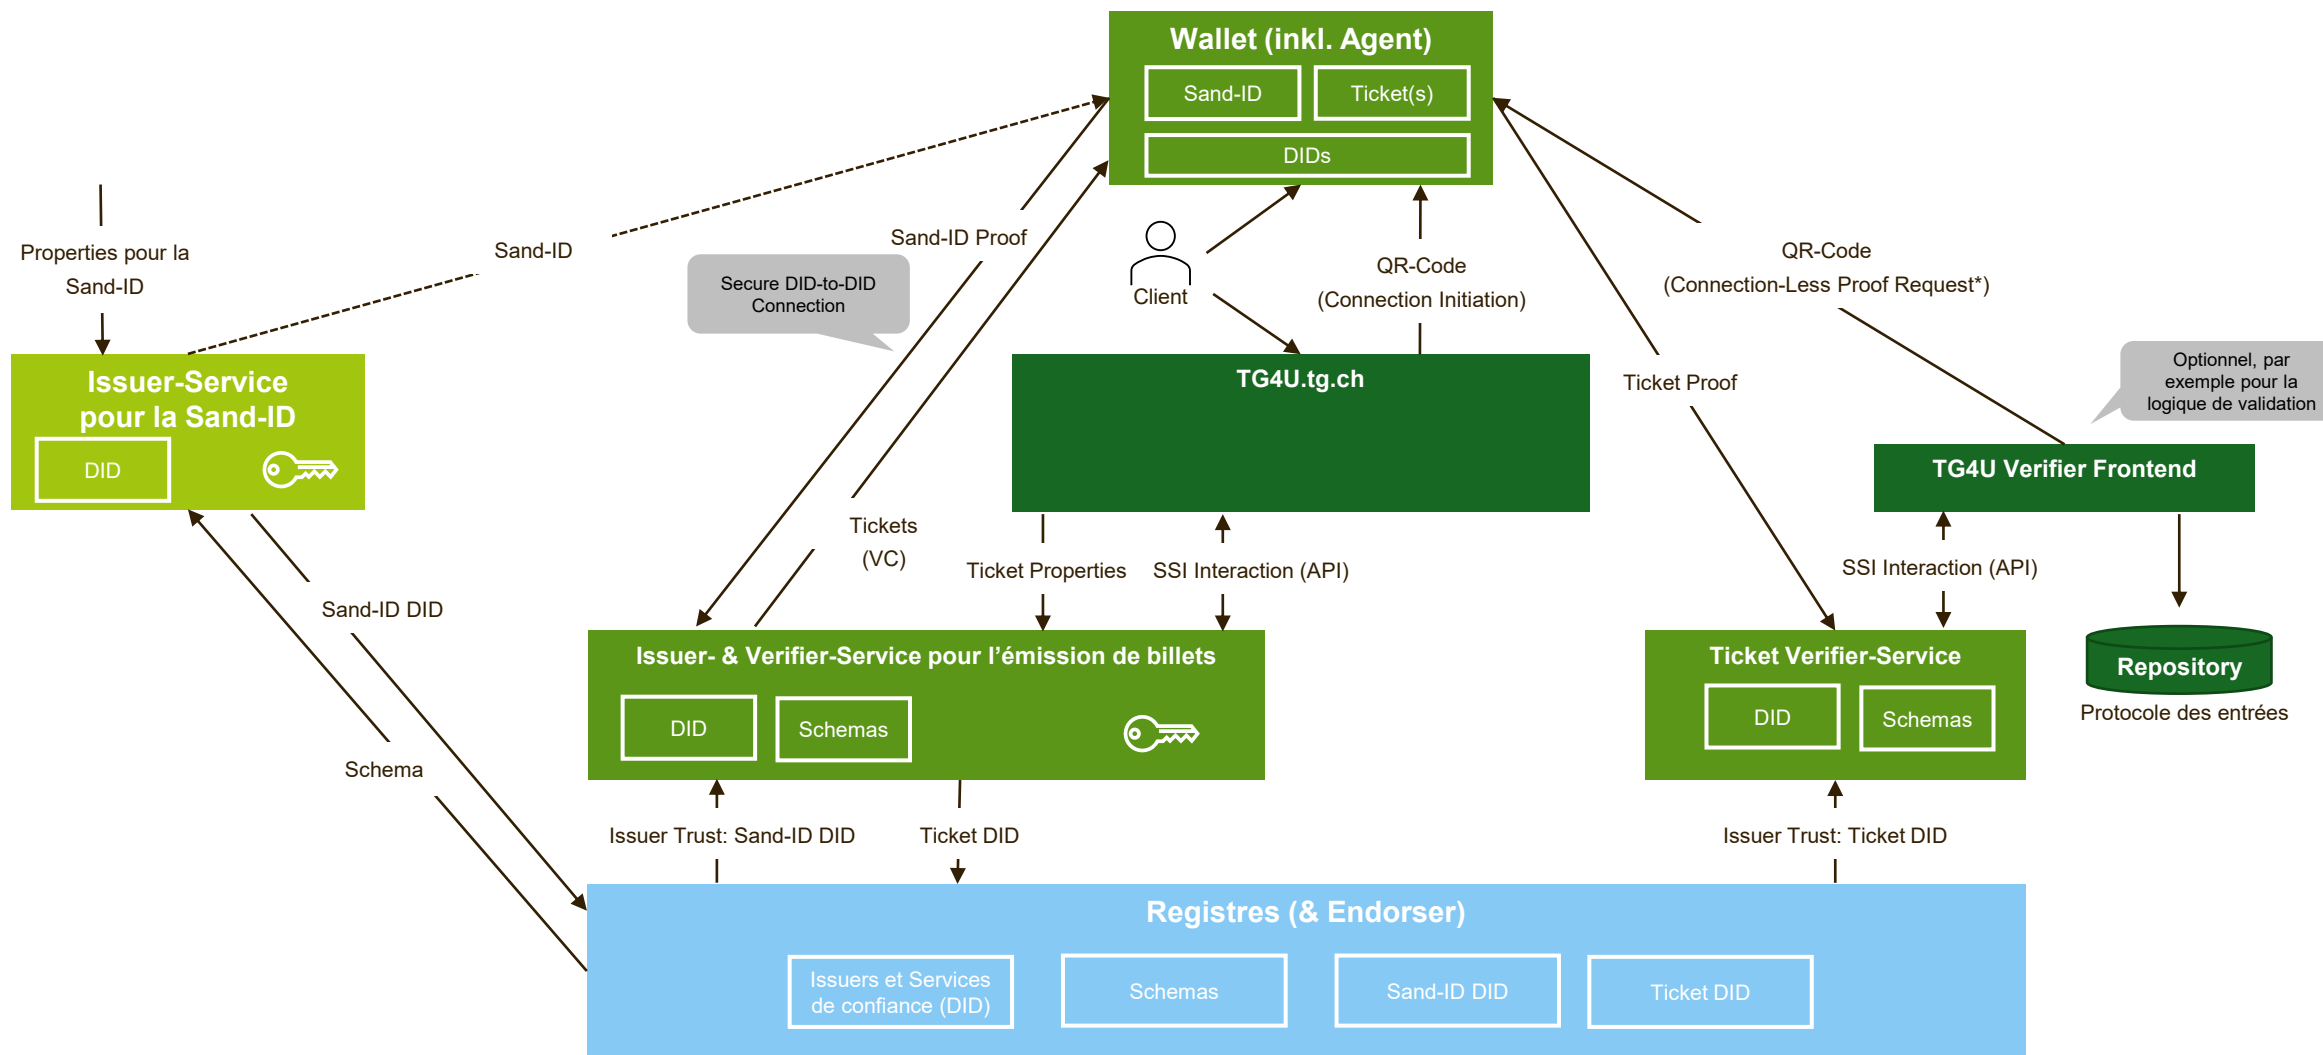 Wallet (inkl. Agent)
Sand-ID
Ticket(s)
DIDs
Properties pour la
Sand-ID
Sand-ID
Sand-ID Proof
Secure DID-to-DID
Connection
Client
QR-Code
(Connection Initiation)
QR-Code
(Connection-Less Proof Request*)
Issuer-Service
pour la Sand-ID
DID
TG4U.tg.ch
Ticket Proof
Optionnel, par
exemple pour la
logique de validation
TG4U Verifier Frontend
Tickets
(VC)
Ticket Properties
SSI Interaction (API)
SSI Interaction (API)
Sand-ID DID
Schema
Issuer- & Verifier-Service pour l’émission de billets
DID
Schemas
Ticket Verifier-Service
DID
Schemas
Repository
Protocole des entrées
Issuer Trust: Sand-ID DID
Ticket DID
Issuer Trust: Ticket DID
Registres (& Endorser)
Issuers et Services
de confiance (DID)
Schemas
Sand-ID DID
Ticket DID